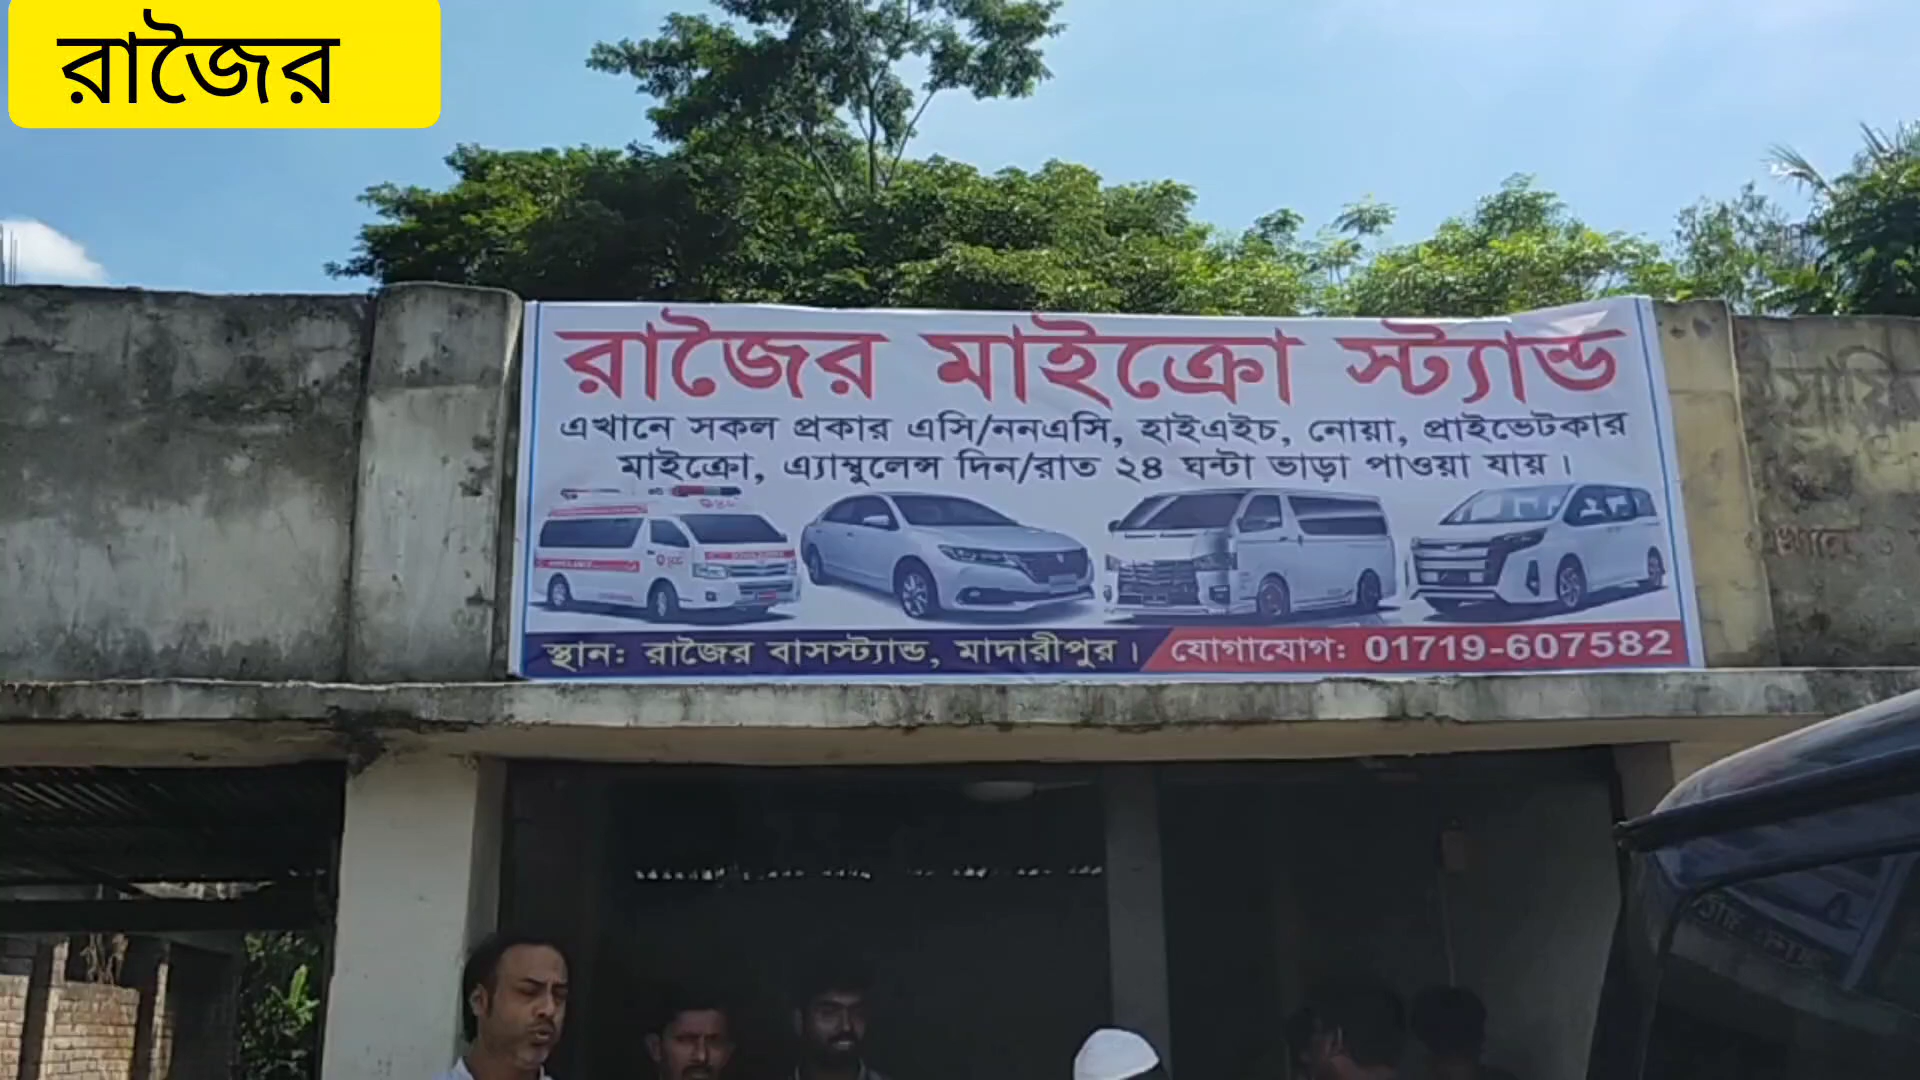 রাজৈর
রাজৈর মাইক্রো স্ট্যান্ড
এখানে সকল প্রকার এসি/ননএসি, হাইএইচ, নোয়া, প্রাইভেটকার
মাইক্রো, এ্যাম্বুলেন্স দিন/রাত ২৪ ঘন্টা ভাড়া পাওয়া যায়।
স্থান: রাজৈর বাসস্ট্যান্ড, মাদারীপুর। যোগাযোগ: 01719-607582